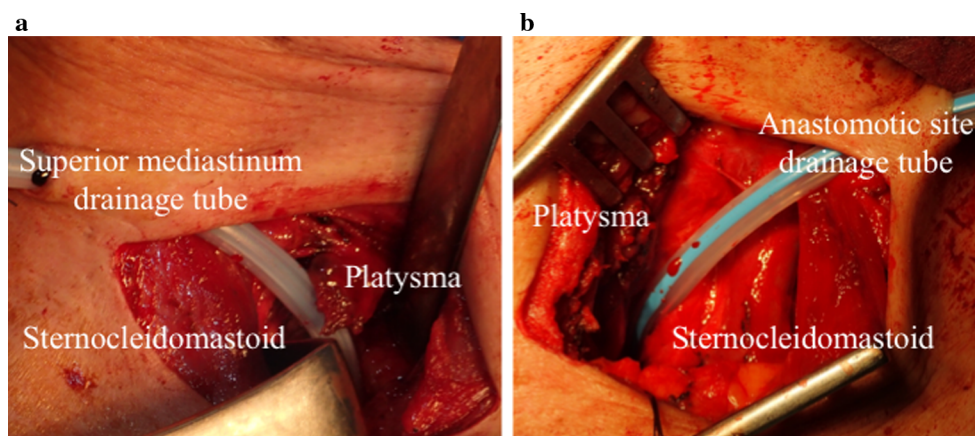 a
b
Superior mediastinum
drainage tube
Platysma
Sternocleidomastoid
Anastomotic site
drainage tube
Platysma
Sternocleidomastoid